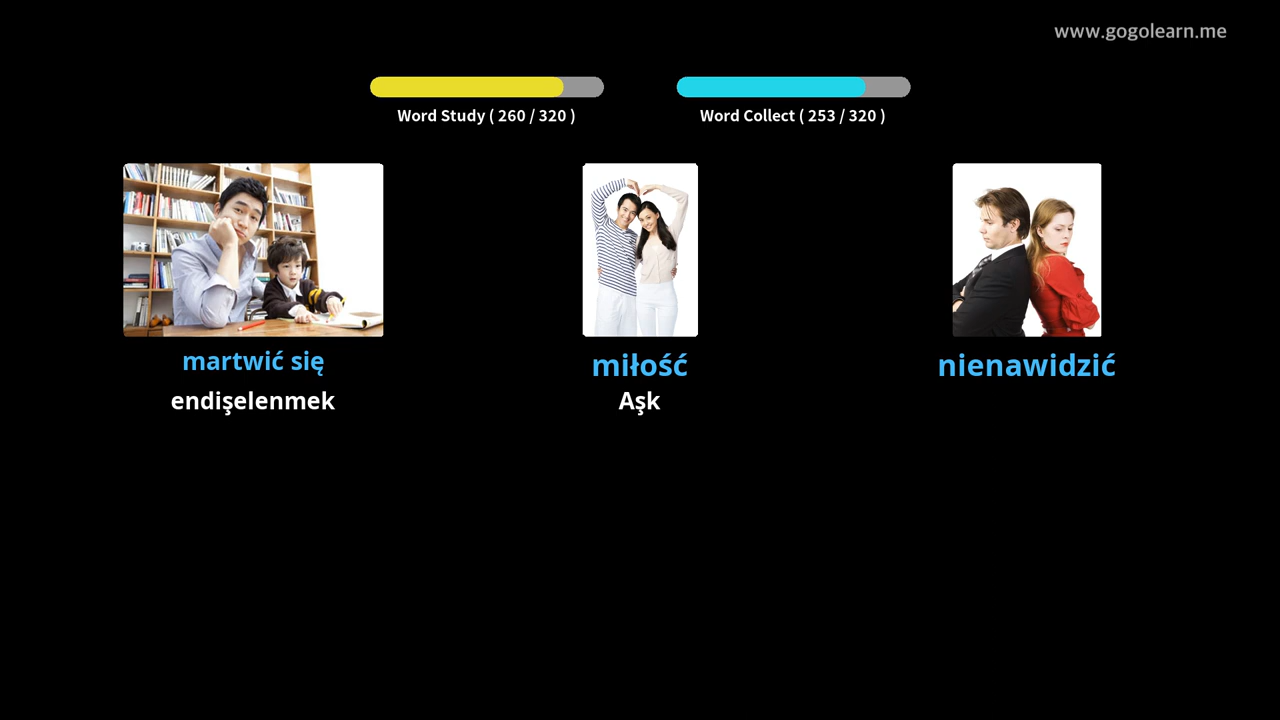 www.gogolearn.me
Word Study ( 260 / 320 )
Word Collect ( 253 / 320 )
martwić się
miłość
nienawidzić
endişelenmek
Aşk